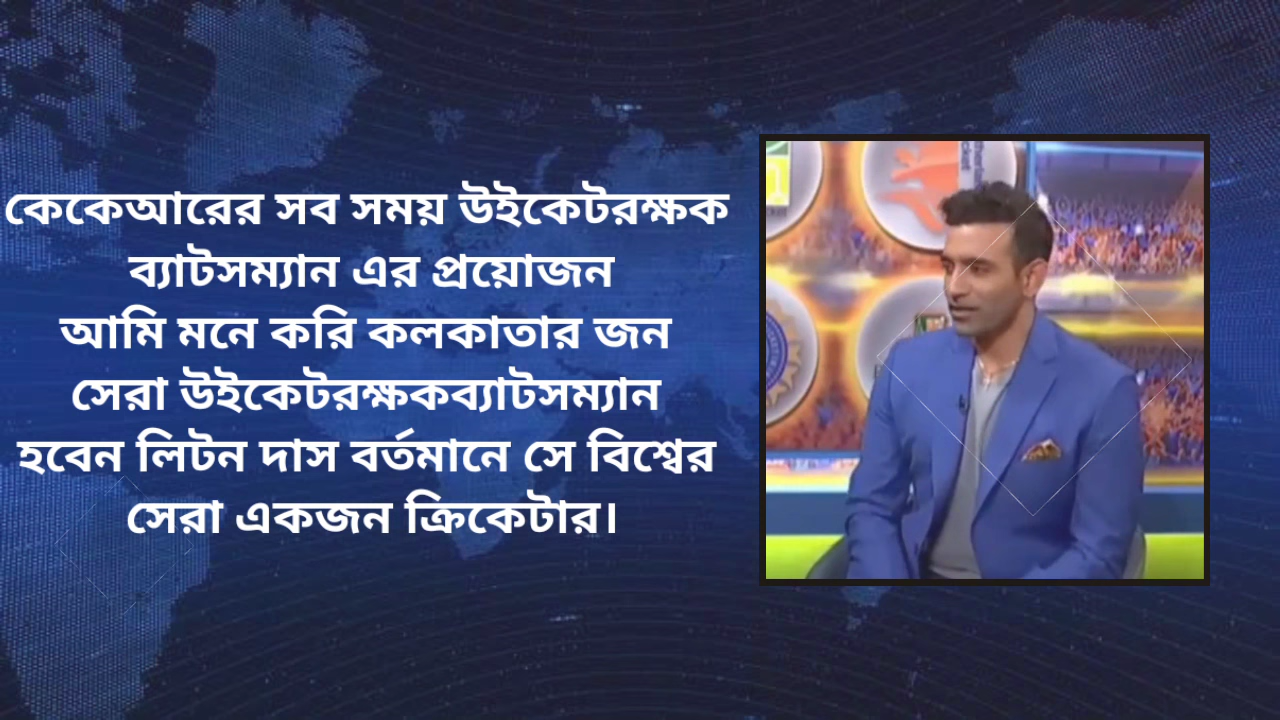 কেকেআরের সব সময় উইকেটরক্ষক
ব্যাটসম্যান এর প্রয়োজন
আমি মনে করি কলকাতার জন
সেরা উইকেটরক্ষকব্যাটসম্যান
হবেন লিটন দাস বর্তমানে সে বিশ্বের
সেরা একজন ক্রিকেটার।